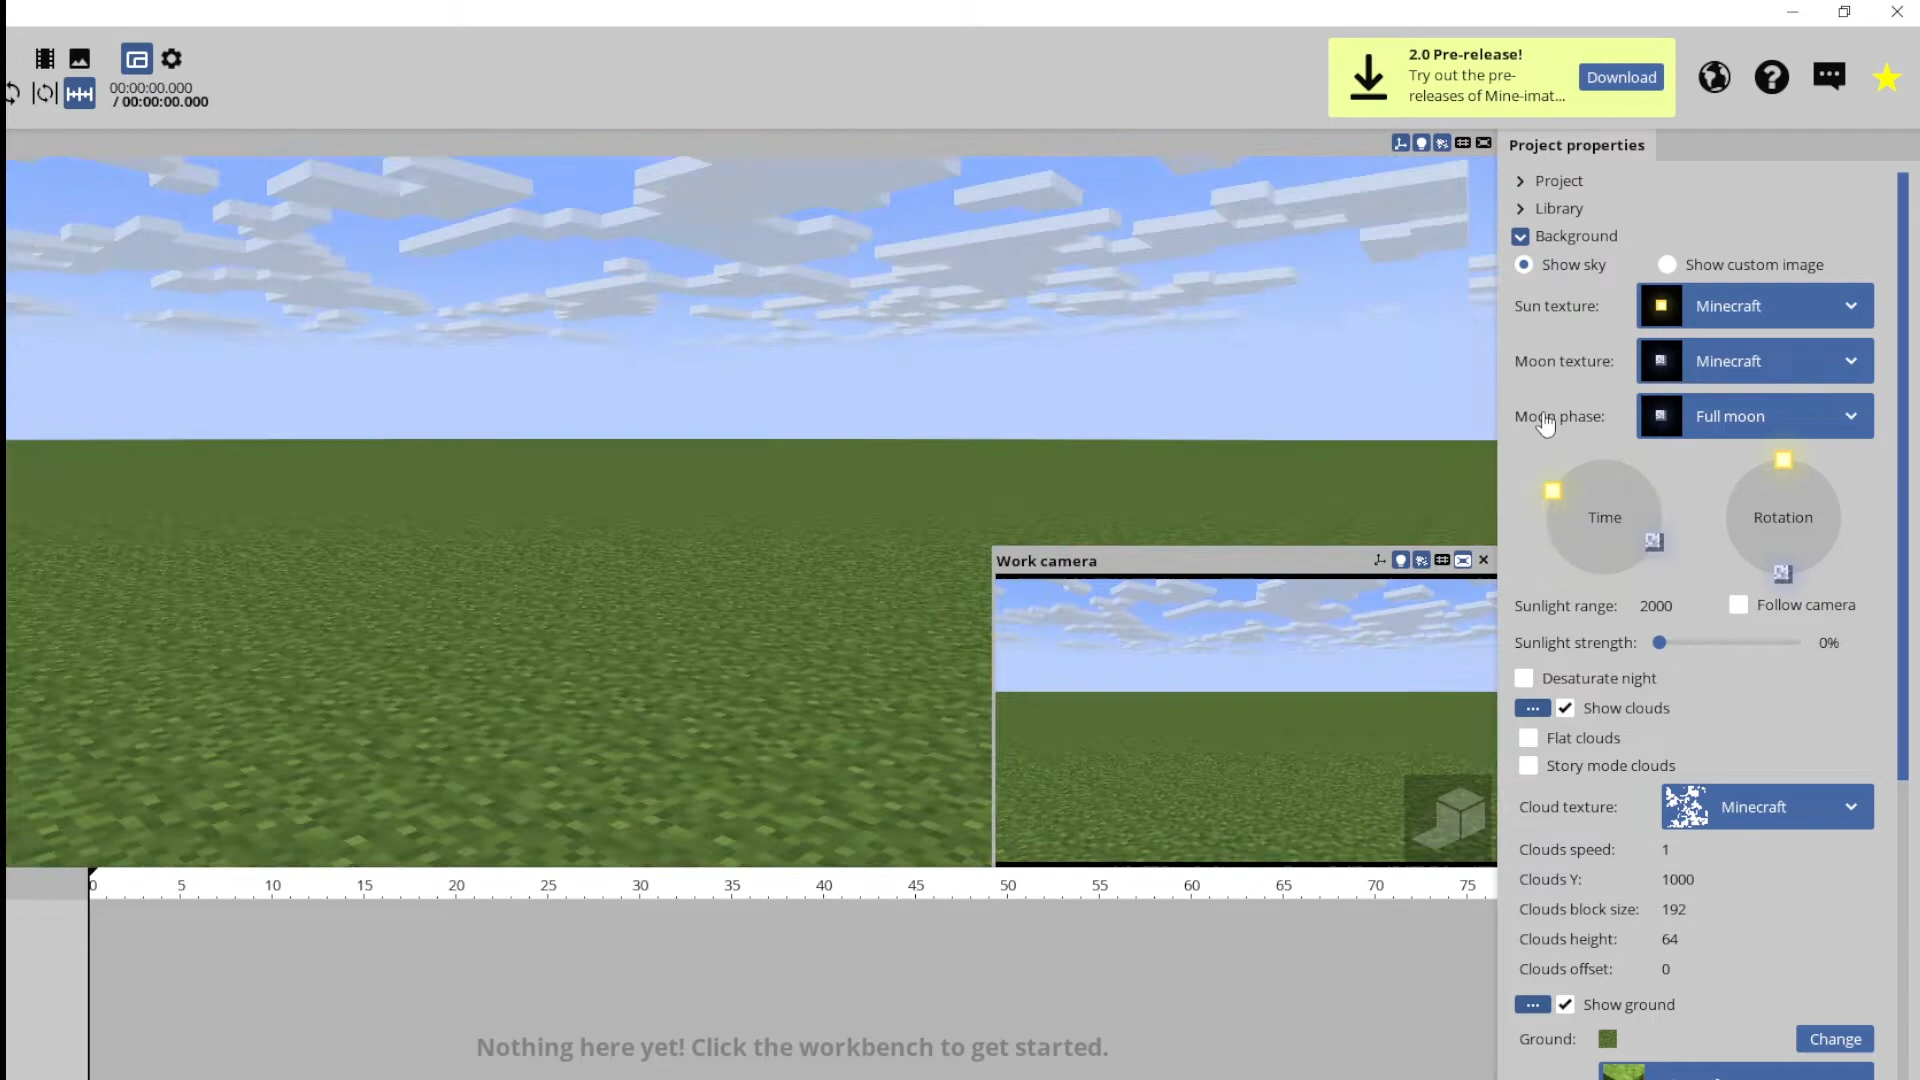 2.0 Pre-release!
Try out the pre-
releases of Mine-imat...
Download
00:00:00.000
/ 00:00:00.000
Project properties
Project
Library
Background
Show sky
Show custom image
Sun texture:
Minecraft
Moon texture:
Minecraft
Moon phase:
Full moon
Time
Rotation
Work camera
Sunlight range:
2000
Follow camera
Sunlight strength:
0%
Desaturate night
Show clouds
Flat clouds
Story mode clouds
Cloud texture:
Minecraft
Clouds speed:
1
Clouds Y:
1000
Clouds block size:
192
Clouds height:
64
Clouds offset:
0
Show ground
Ground:
Change
0 5 10 15 20 25 30 35 40 45 50 55 60 65 70 75
Nothing here yet! Click the workbench to get started.